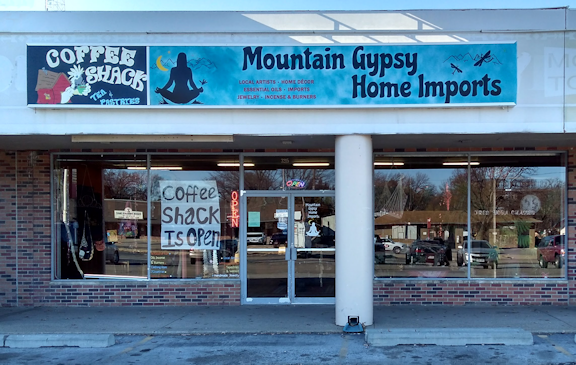 COFFEE
SHACK
TEA & PASTRIES
Mountain Gypsy
Home Imports
LOCAL ARTISTS - HOME DECOR
ESSENTIAL OILS - IMPORTS
JEWELRY - INCENSE & BURNERS
Coffee
SHACK
Is OPEN
OPEN